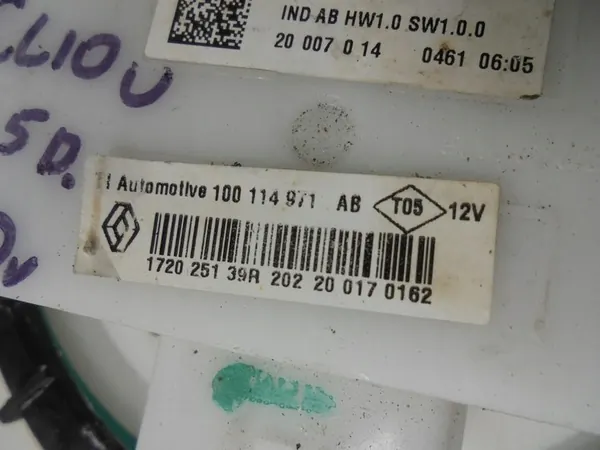 IND AB HW1.0 SW1.0.0
20 007 0 14 0461 06:05
CLIO V
5D.
Automotive 100 114 971 AB T05 12V
1720 251 39R 202 20 017 0162